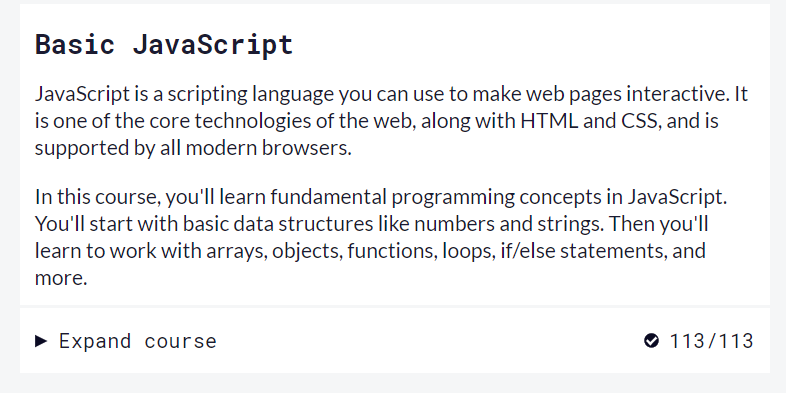 Basic JavaScript
JavaScript is a scripting language you can use to make web pages interactive. It
is one of the core technologies of the web, along with HTML and CSS, and is
supported by all modern browsers.
In this course, you'll learn fundamental programming concepts in JavaScript.
You'll start with basic data structures like numbers and strings. Then you'll
learn to work with arrays, objects, functions, loops, if/else statements, and
more.
Expand course 113/113